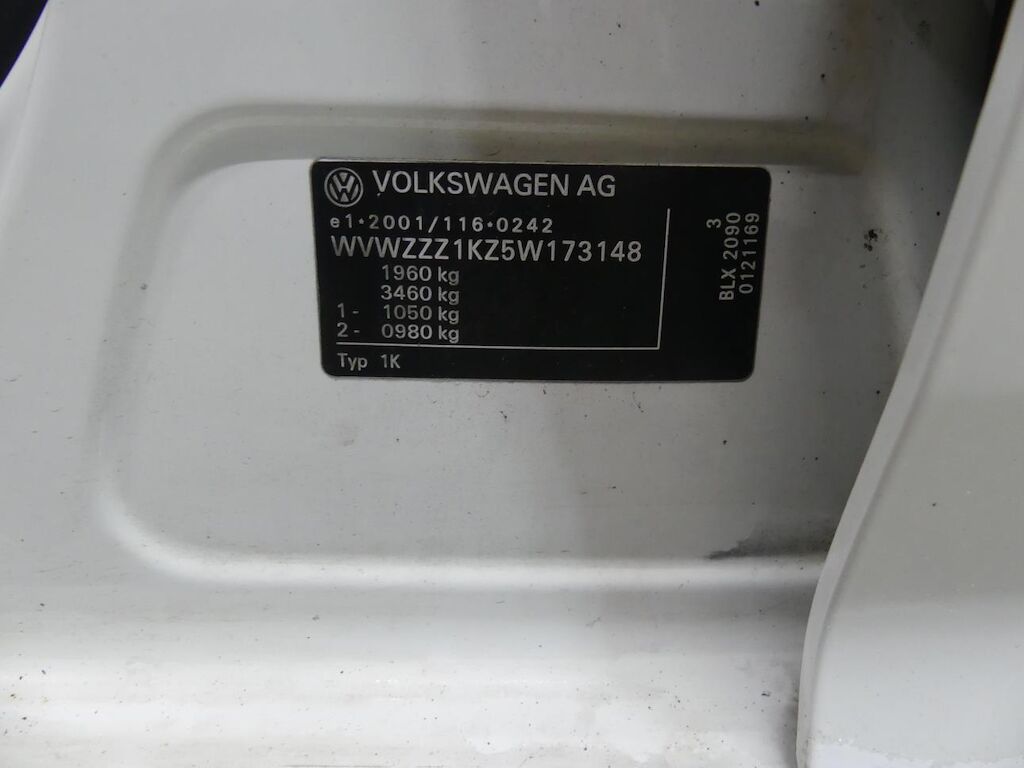 VOLKSWAGEN AG
e1*2001/116*0242
WVWZZZ1KZ5W173148
1960 kg
3460 kg
1- 1050 kg
2- 0980 kg
Typ 1K
3
BLX 2090
0121169